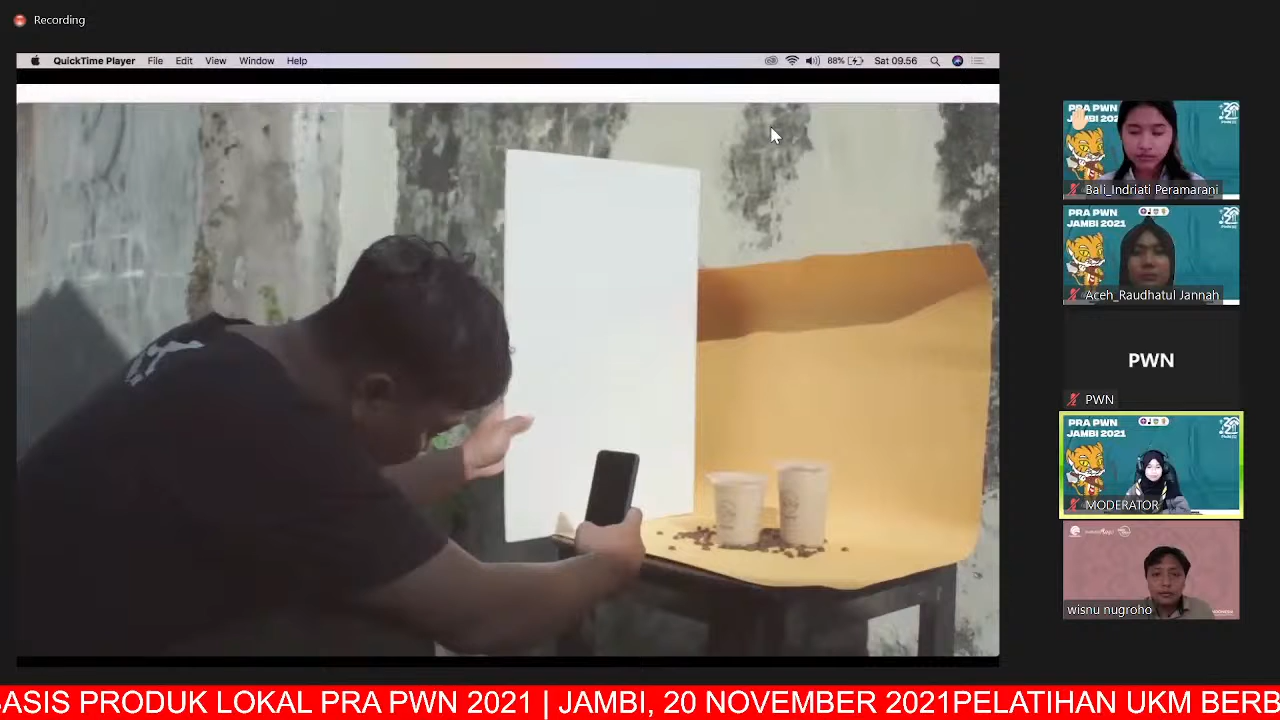 Recording
QuickTime Player File Edit View Window Help
88% Sat 09.56
PRA PWN
JAMBI 2021
Bali_Indriati Peramarani
PRA PWN
JAMBI 2021
Aceh_Raudhatul Jannah
PWN
PWN
PRA PWN
JAMBI 2021
MODERATOR
wisnu nugroho
ASIS PRODUK LOKAL PRA PWN 2021 | JAMBI, 20 NOVEMBER 2021PELATIHAN UKM BERB